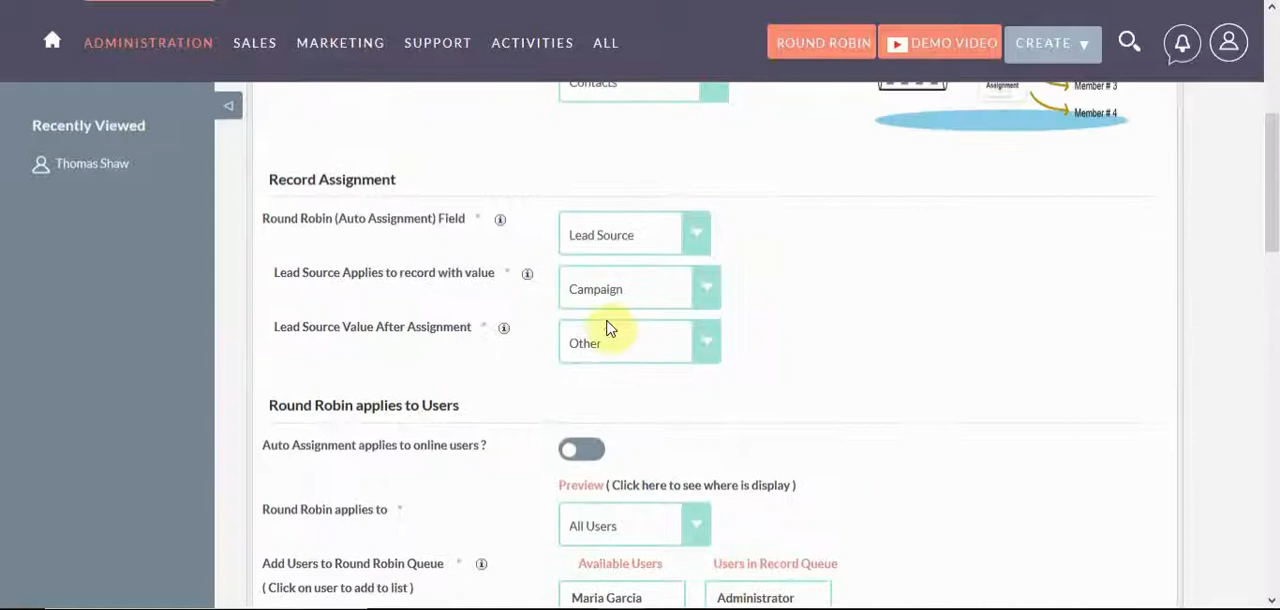 ADMINISTRATION SALES MARKETING SUPPORT ACTIVITIES ALL ROUND ROBIN DEMO VIDEO CREATE
Recently Viewed
Thomas Shaw
Contacts
Assignment
Member # 3
Member # 4
Record Assignment
Round Robin (Auto Assignment) Field * Lead Source
Lead Source Applies to record with value * Campaign
Lead Source Value After Assignment * Other
Round Robin applies to Users
Auto Assignment applies to online users ?
Preview ( Click here to see where is display )
Round Robin applies to * All Users
Add Users to Round Robin Queue * Available Users Users in Record Queue
( Click on user to add to list )
Maria Garcia Administrator